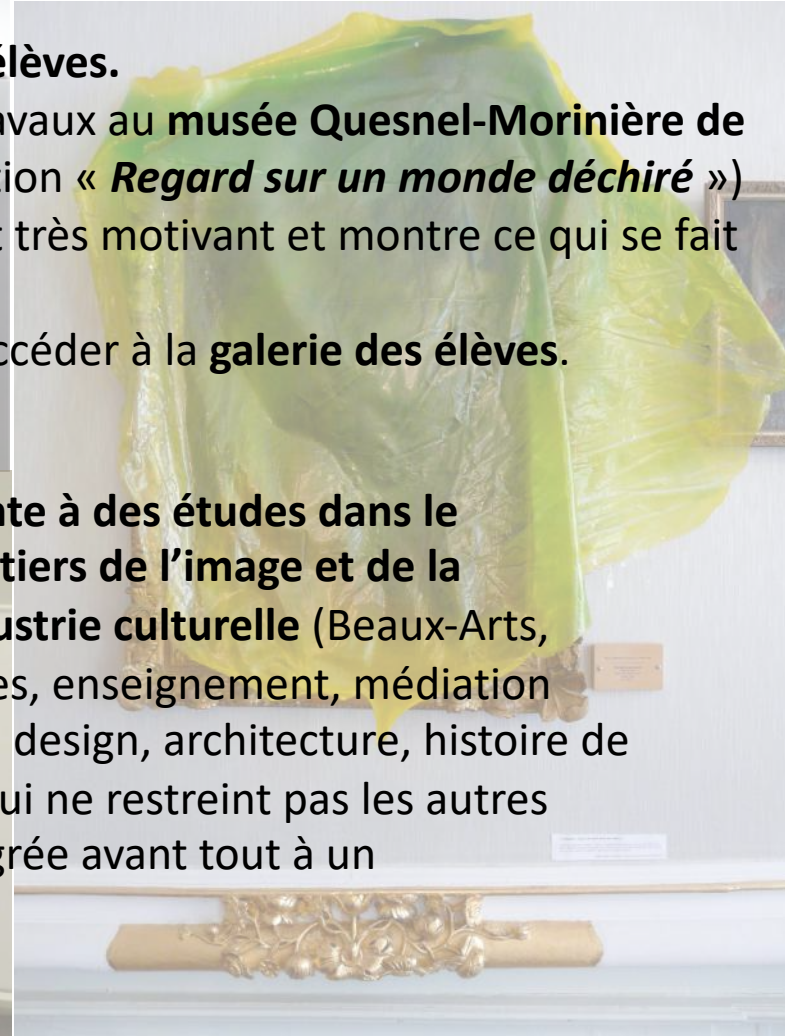 élèves.
avaux au musée Quesnel-Morinière de
tion « Regard sur un monde déchiré »)
t très motivant et montre ce qui se fait
ccéder à la galerie des élèves.
te à des études dans le
tiers de l’image et de la
ustrie culturelle (Beaux-Arts,
es, enseignement, médiation
design, architecture, histoire de
ui ne restreint pas les autres
grée avant tout à un